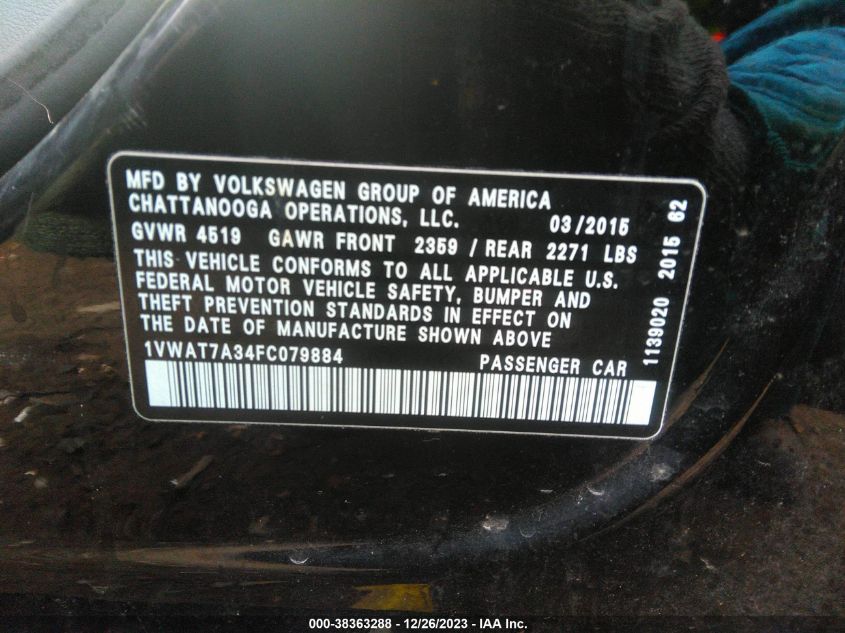 MFD BY VOLKSWAGEN GROUP OF AMERICA
CHATTANOOGA OPERATIONS, LLC. 03/2015
GVWR 4519 GAWR FRONT 2359 / REAR 2271 LBS
THIS VEHICLE CONFORMS TO ALL APPLICABLE U.S.
FEDERAL MOTOR VEHICLE SAFETY, BUMPER AND
THEFT PREVENTION STANDARDS IN EFFECT ON
THE DATE OF MANUFACTURE SHOWN ABOVE
1VWAT7A34FC079884 PASSENGER CAR
1139020 2015 62
000-38363288 - 12/26/2023 - IAA Inc.